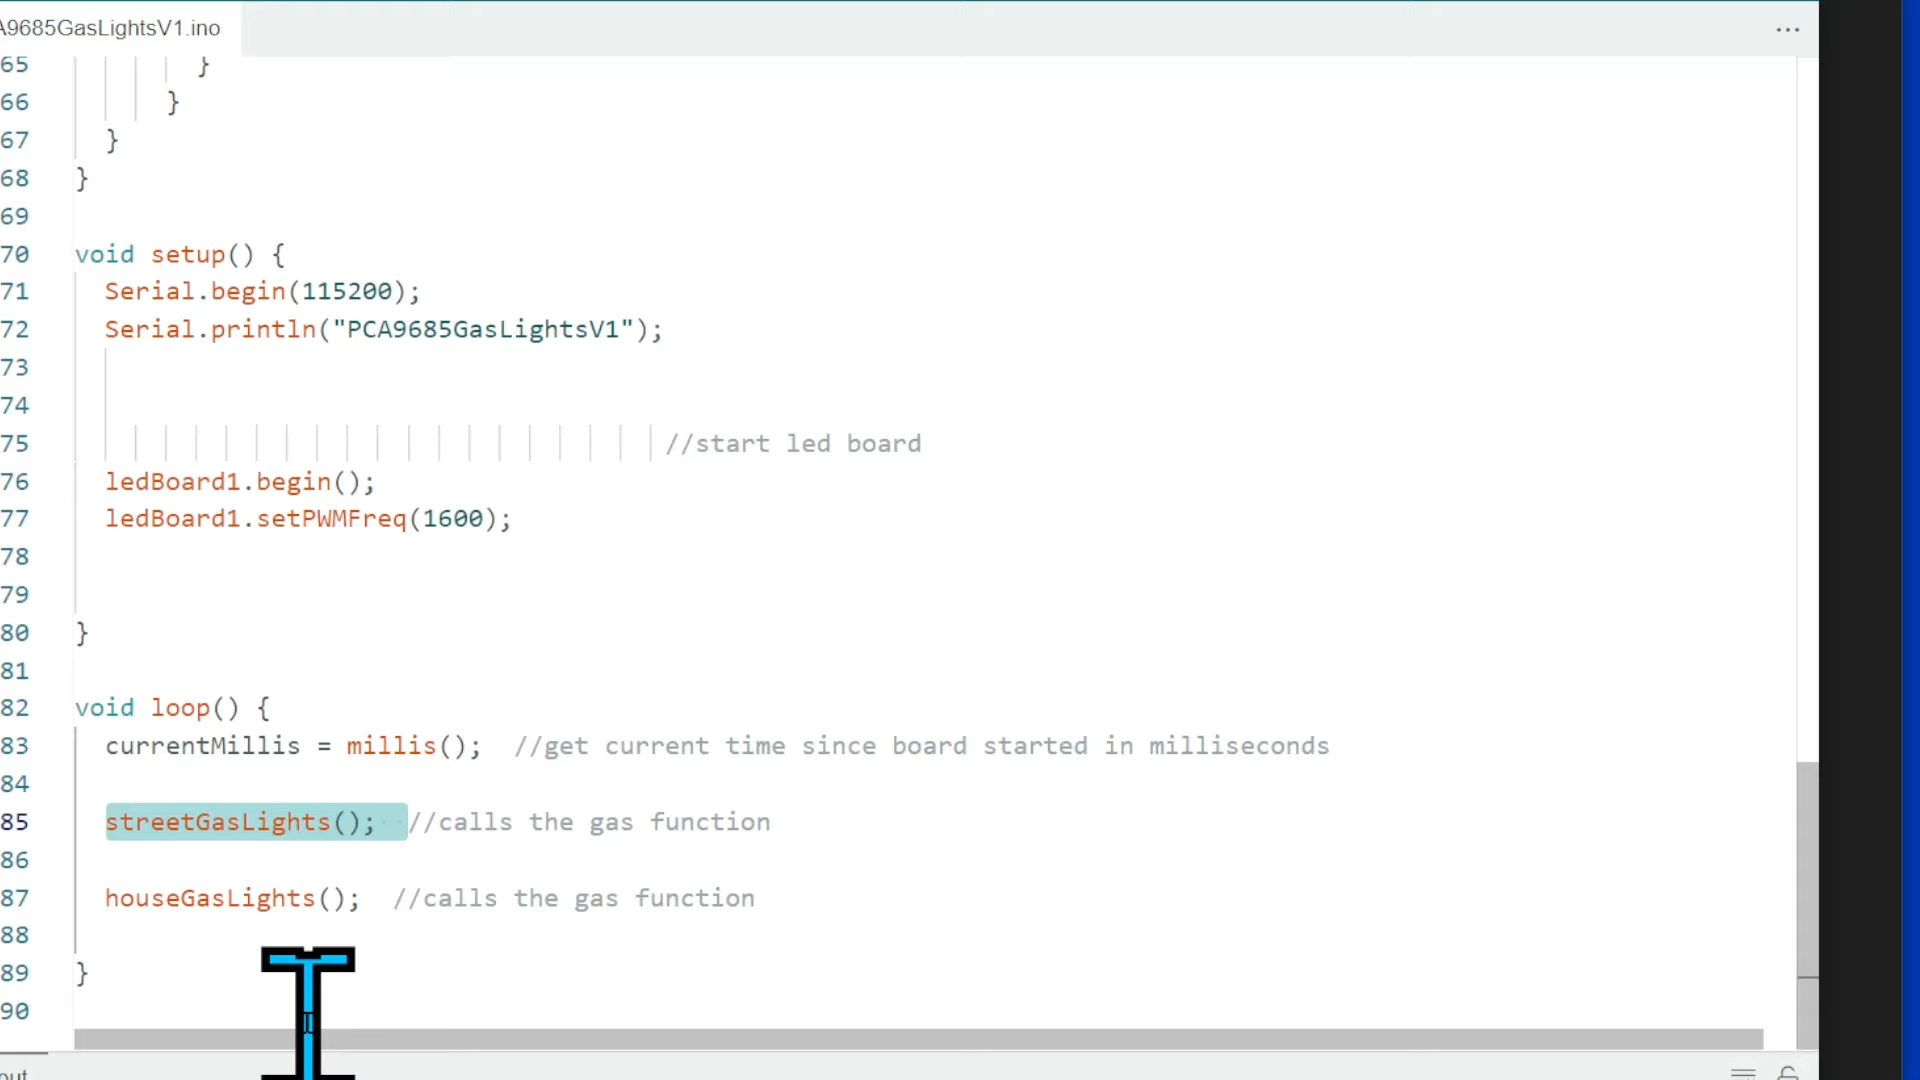 A9685GasLightsV1.ino
...
65 }
66 }
67 }
68 }
69
70 void setup() {
71 Serial.begin(115200);
72 Serial.println("PCA9685GasLightsV1");
73
74
75 //start led board
76 ledBoard1.begin();
77 ledBoard1.setPWMFreq(1600);
78
79
80 }
81
82 void loop() {
83 currentMillis = millis(); //get current time since board started in milliseconds
84
85 streetGasLights(); //calls the gas function
86
87 houseGasLights(); //calls the gas function
88
89 }
90